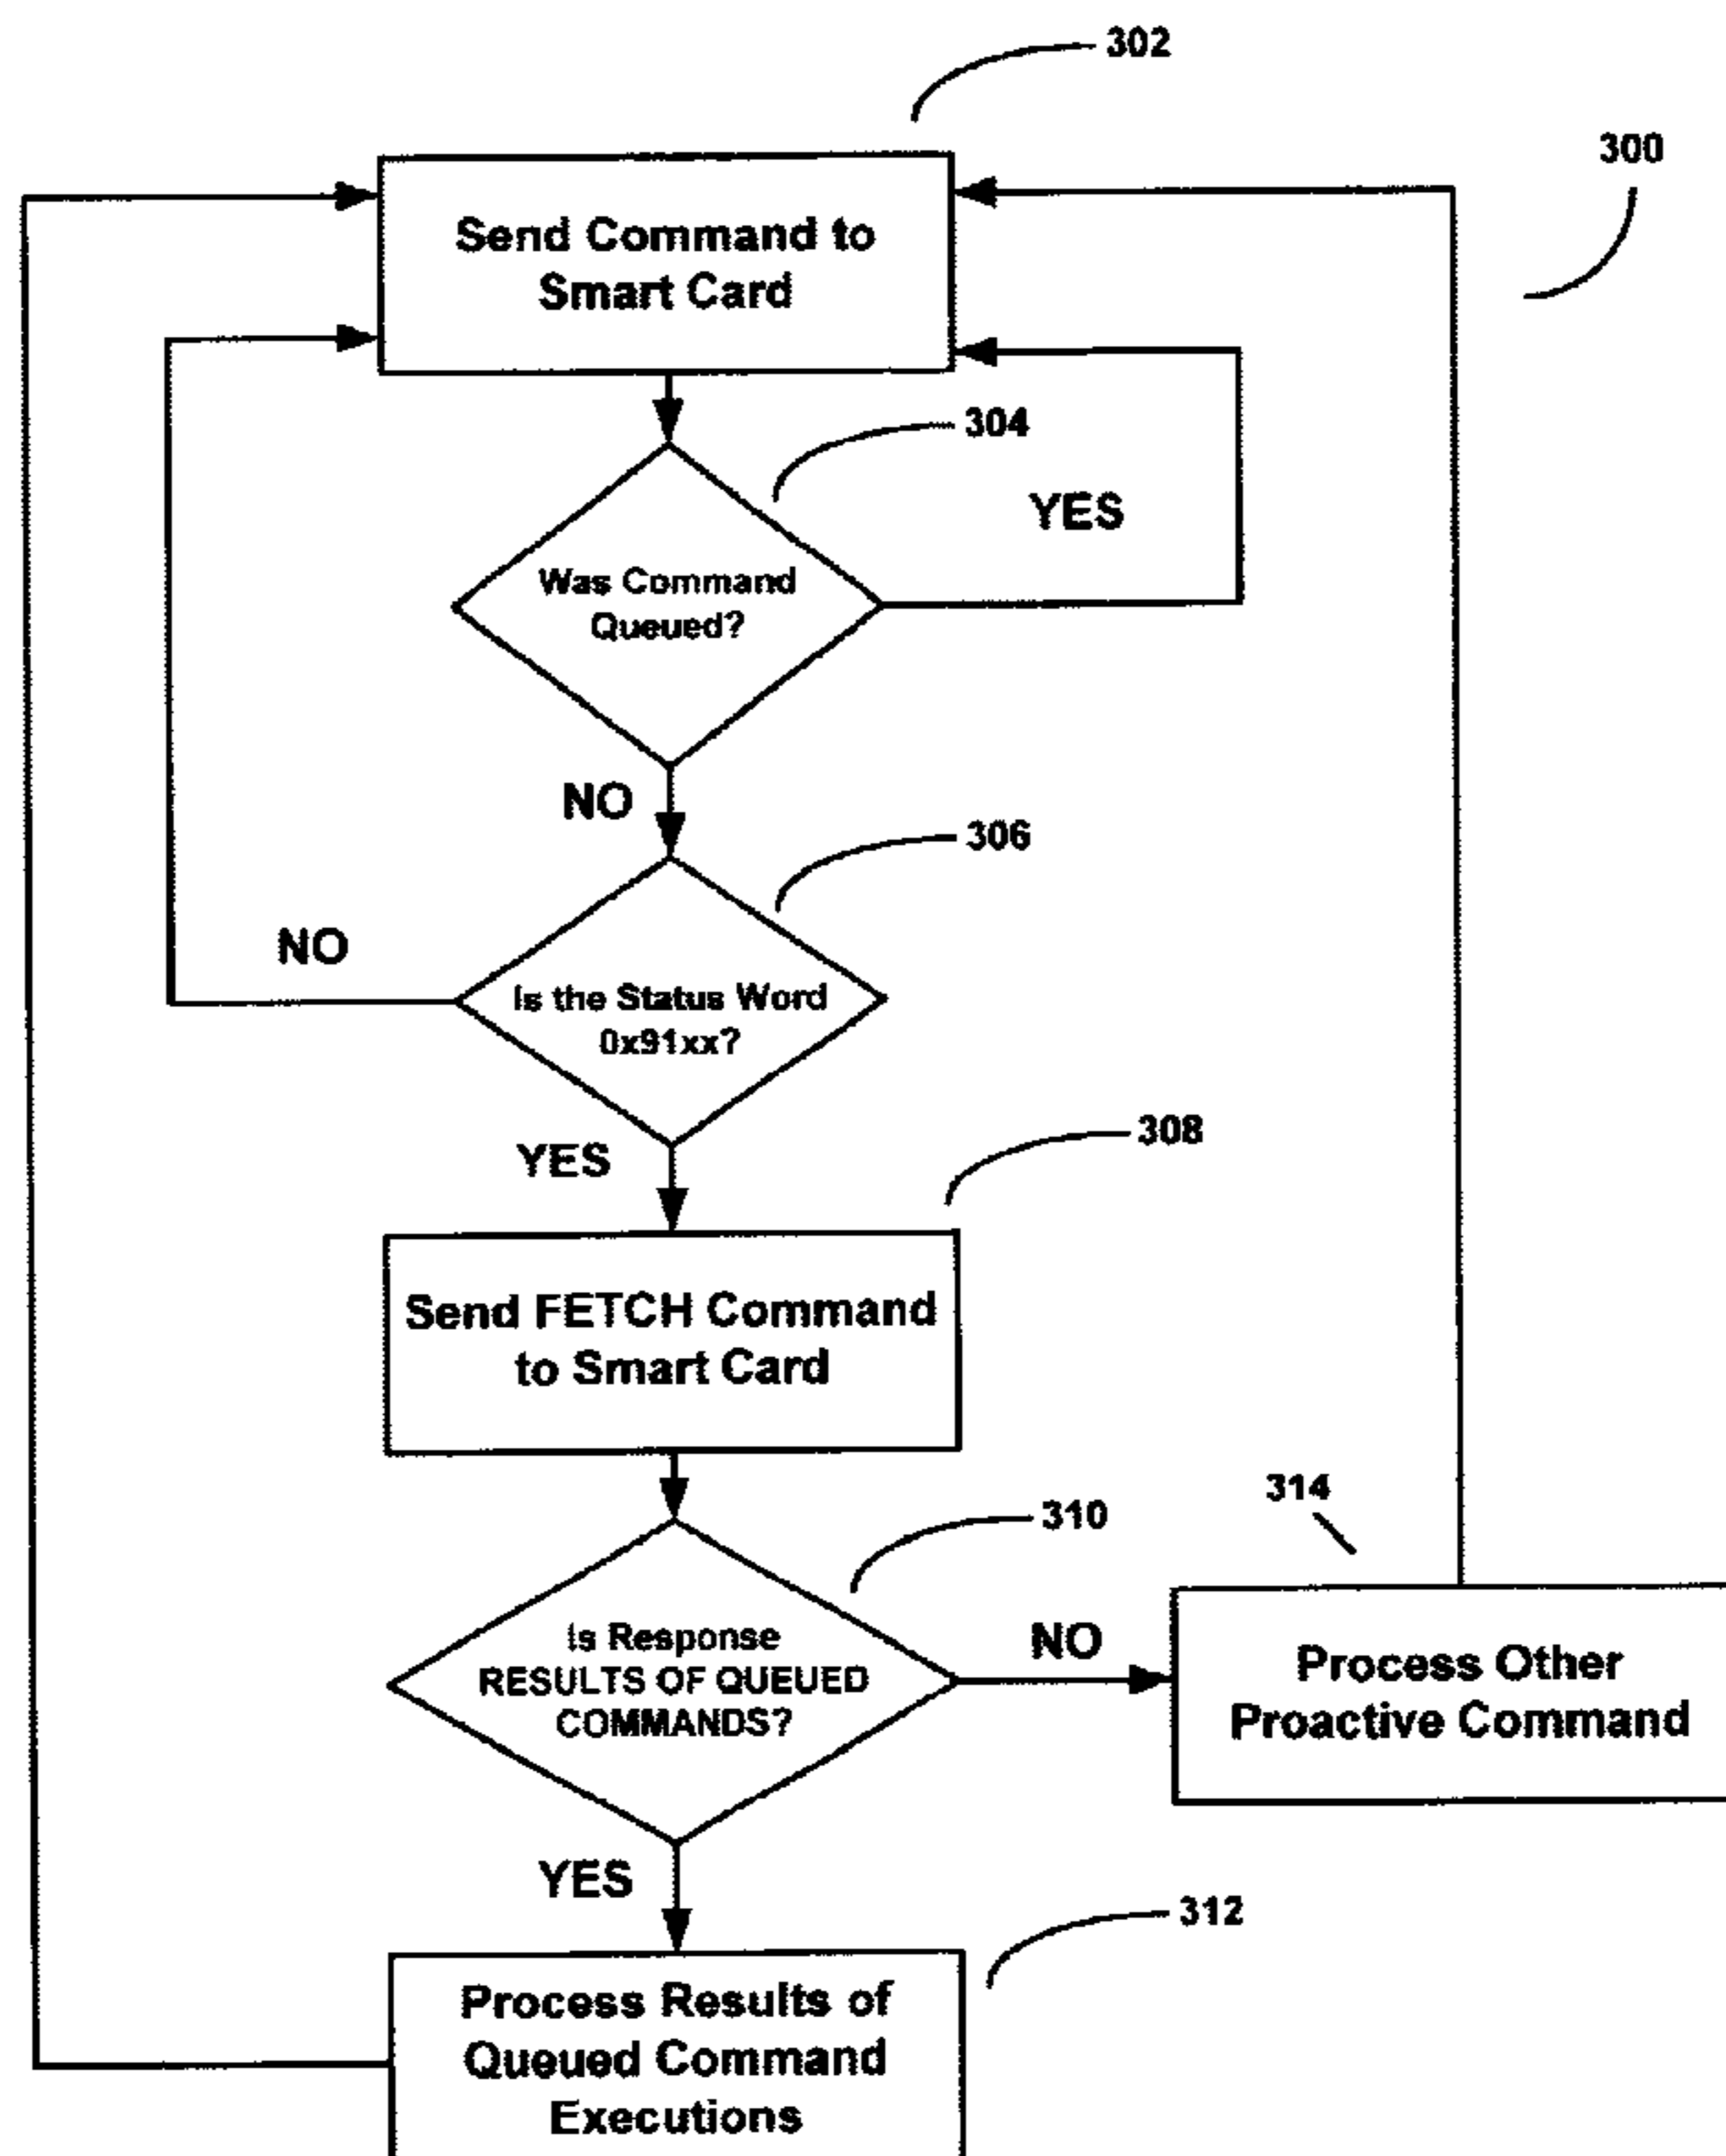 302
300
Send Command to
Smart Card
304
YES
Was Command
Queued?
NO
306
NO
Is the Status Word
0x91xx?
YES
308
Send FETCH Command
to Smart Card
314
310
Is Response
RESULTS OF QUEUED
COMMANDS?
NO
Process Other
Proactive Command
YES
312
Process Results of
Queued Command
Executions